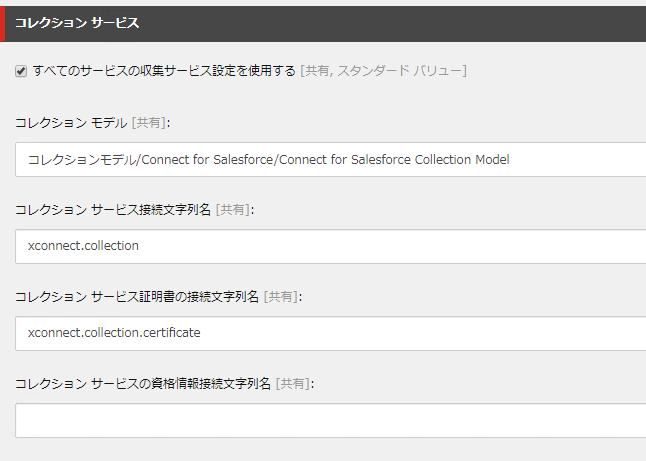 コレクション サービス
すべてのサービスの収集サービス設定を使用する [共有, スタンダード バリュー]
コレクション モデル [共有]:
コレクションモデル/Connect for Salesforce/Connect for Salesforce Collection Model
コレクション サービス接続文字列名 [共有]:
xconnect.collection
コレクション サービス証明書の接続文字列名 [共有]:
xconnect.collection.certificate
コレクション サービスの資格情報接続文字列名 [共有]: